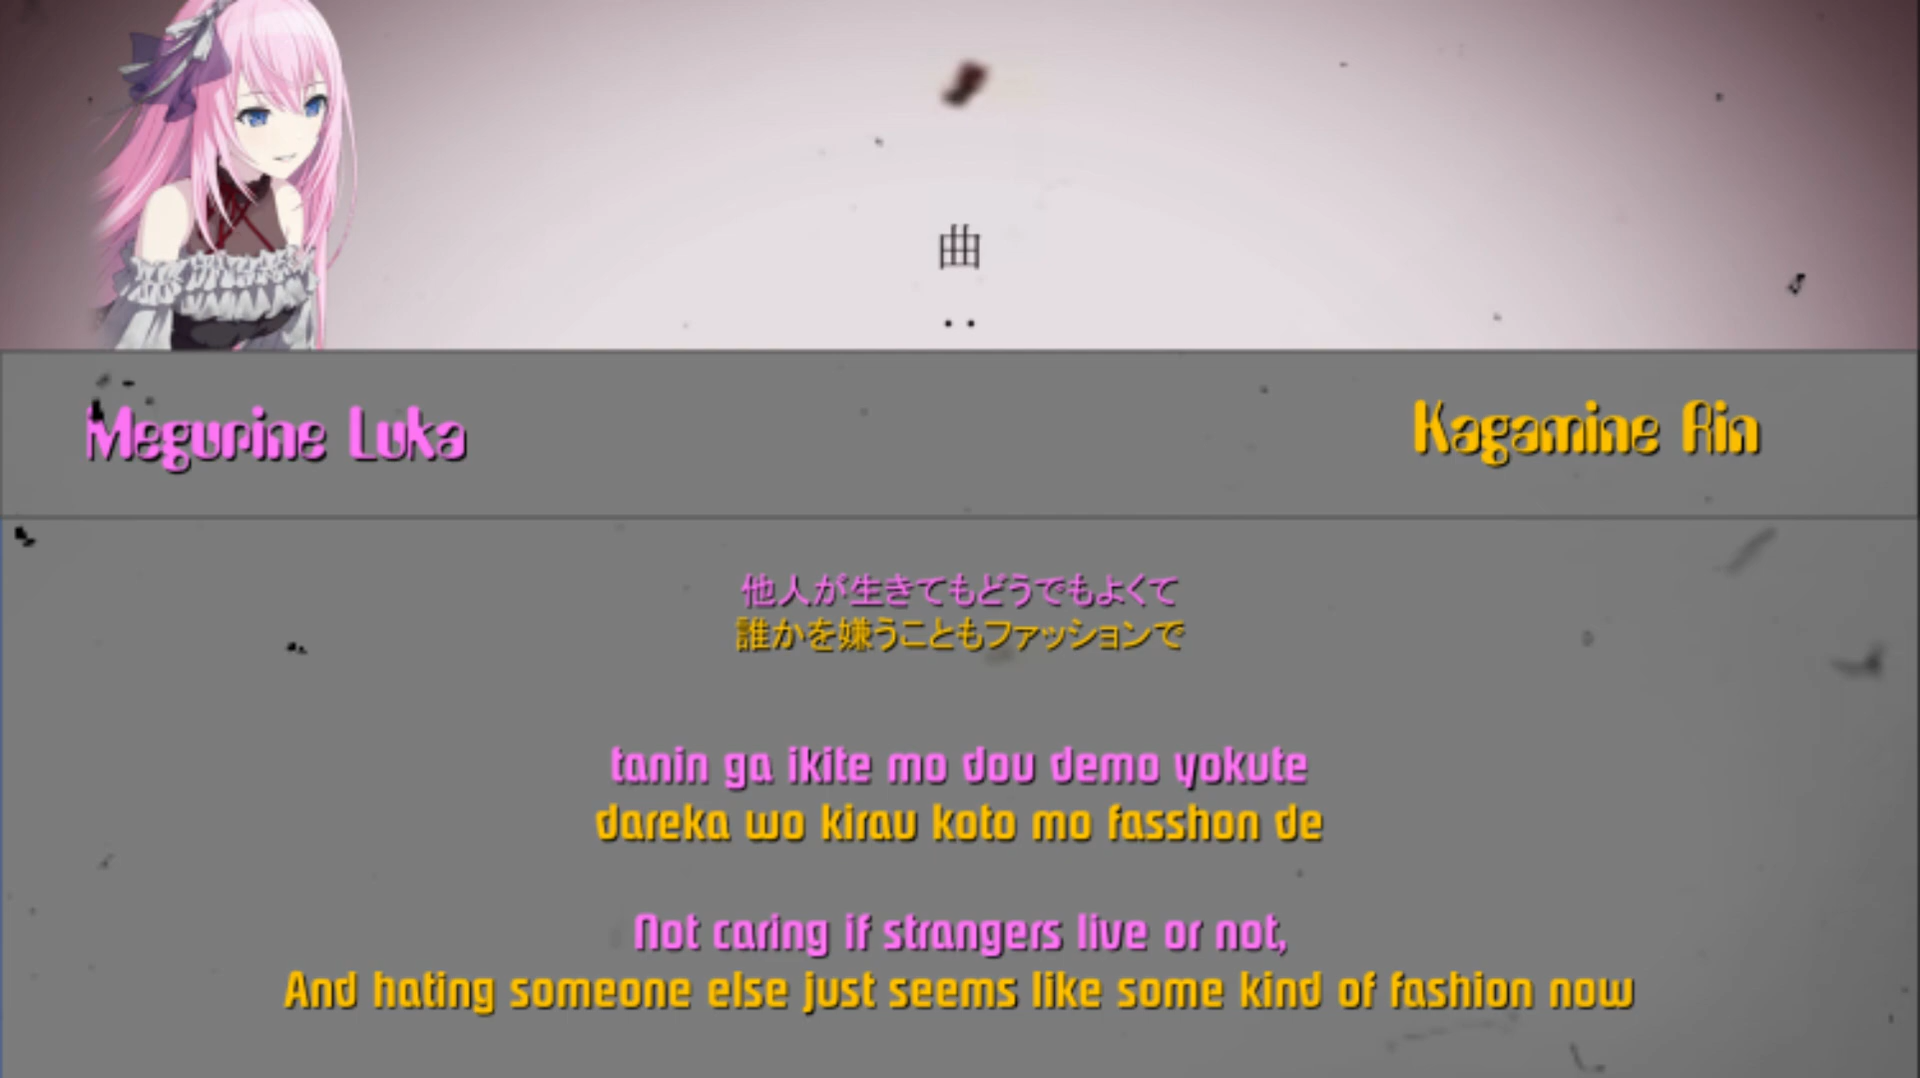 曲
Megurine Luka
Kagamine Rin
他人が生きてもどうでもよくて
誰かを嫌うこともファッションで
tanin ga ikite mo dou demo yokute
dareka wo kirau koto mo fasshon de
Not caring if strangers live or not,
And hating someone else just seems like some kind of fashion now